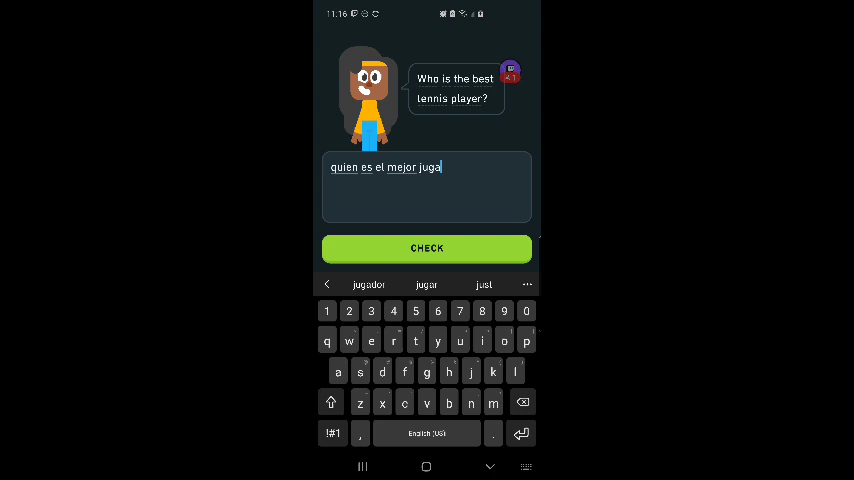 11:16
Who is the best
tennis player?
quien es el mejor juga
CHECK
jugador jugar just
1 2 3 4 5 6 7 8 9 0
q w e r t y u i o p
a s d f g h j k l
z x c v b n m
!#1 , English (US) .